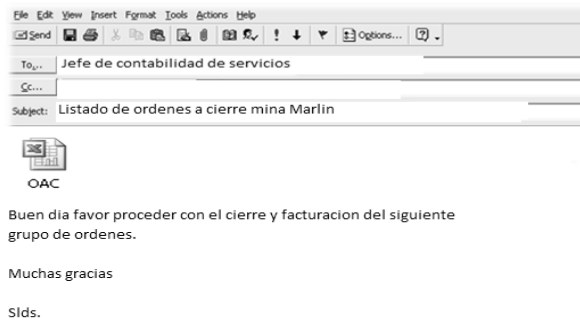 File Edit View Insert Format Tools Actions Help
Send Options...
To... Jefe de contabilidad de servicios
Cc...
Subject: Listado de ordenes a cierre mina Marlin
OAC
Buen dia favor proceder con el cierre y facturacion del siguiente
grupo de ordenes.
Muchas gracias
Slds.